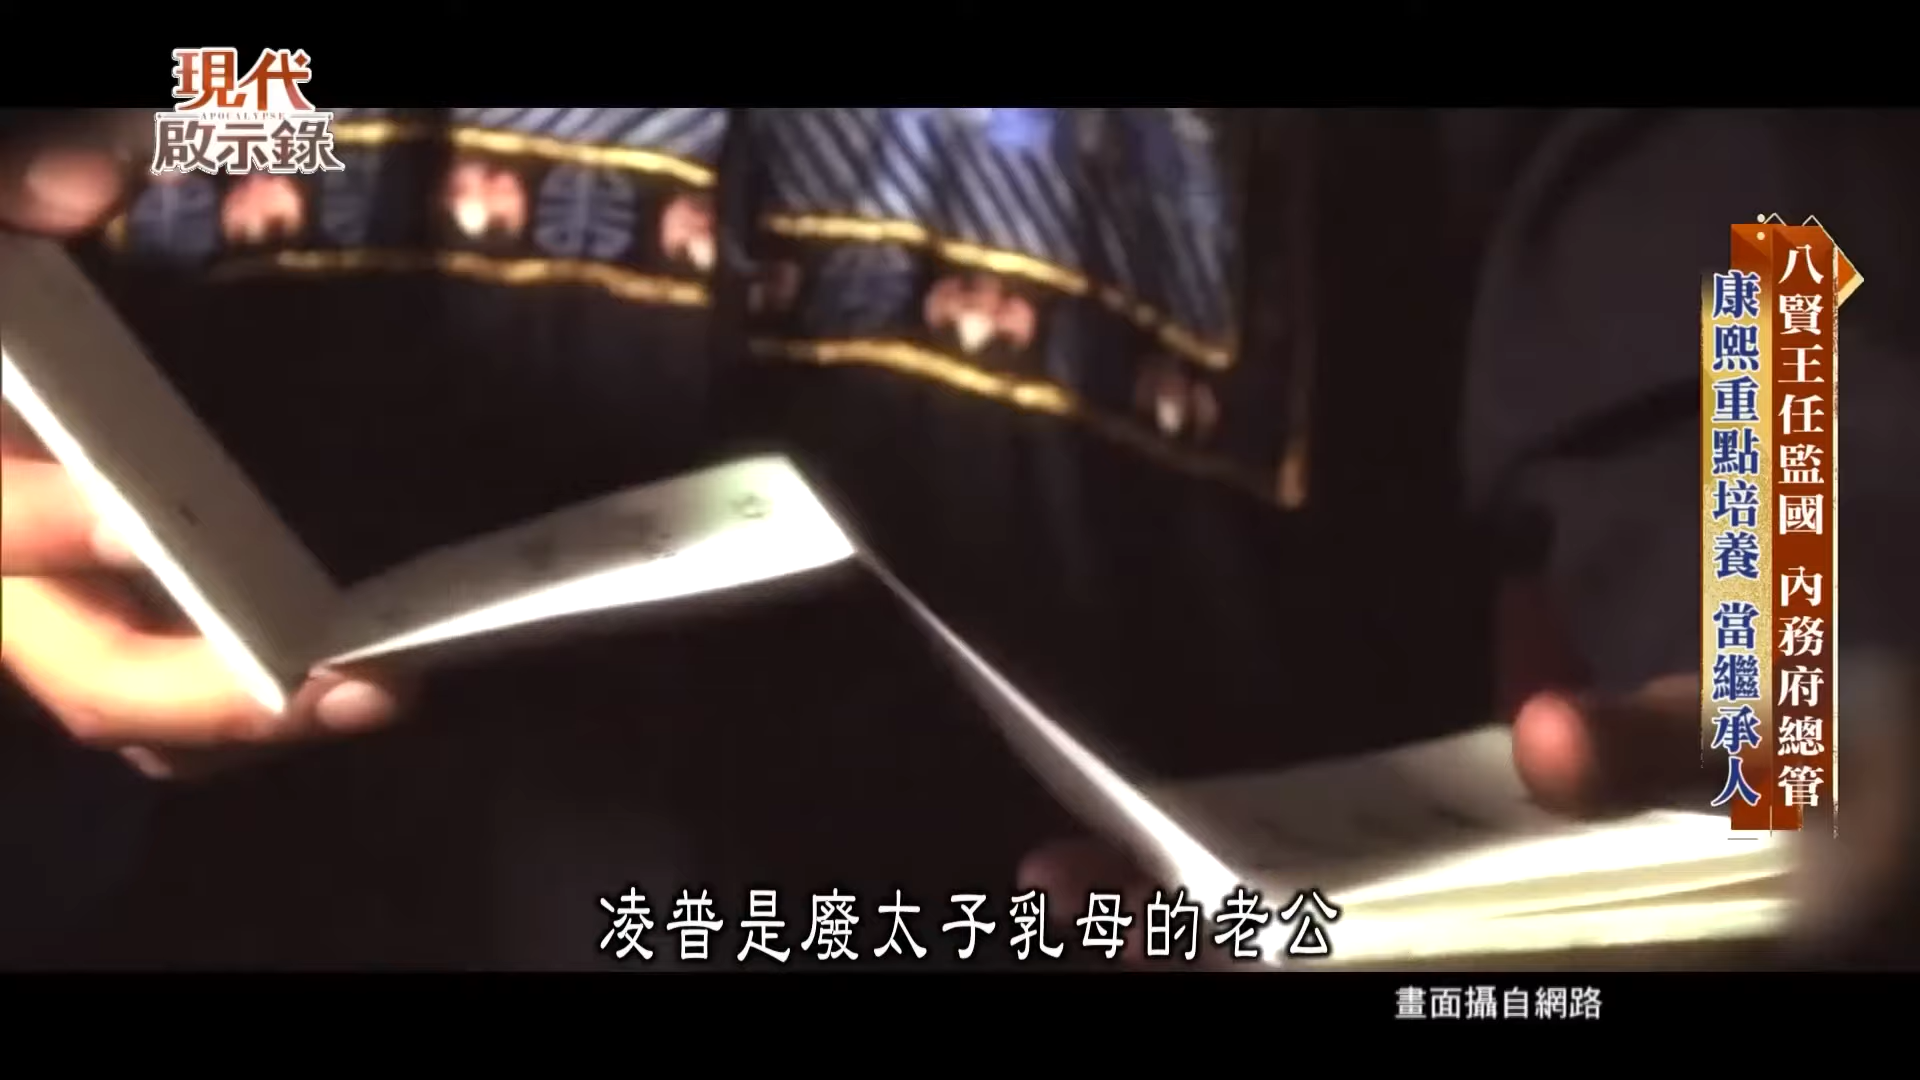 現代
APOCALYPSE
啟示錄
八賢王任監國 內務府總管
康熙重點培養 當繼承人
凌普是廢太子乳母的老公
畫面攝自網路